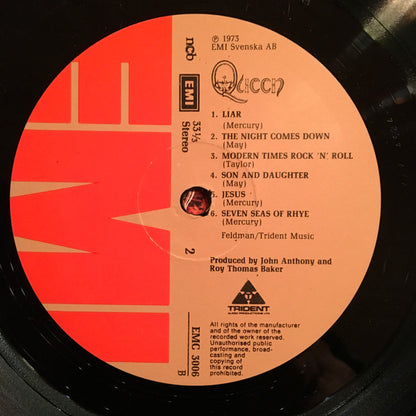 ℗ 1973
EMI Svenska AB
ncb
EMI
33⅓
Stereo
2
EMC 3006
B
EMI
Queen
1. LIAR
(Mercury)
2. THE NIGHT COMES DOWN
(May)
3. MODERN TIMES ROCK 'N' ROLL
(Taylor)
4. SON AND DAUGHTER
(May)
5. JESUS
(Mercury)
6. SEVEN SEAS OF RHYE
(Mercury)
Feldman/Trident Music
Produced by John Anthony and
Roy Thomas Baker
TRIDENT
AUDIO PRODUCTIONS LTD
All rights of the manufacturer
and of the owner of the
recorded work reserved.
Unauthorised public
performance, broad-
casting and
copying of
this record
prohibited.